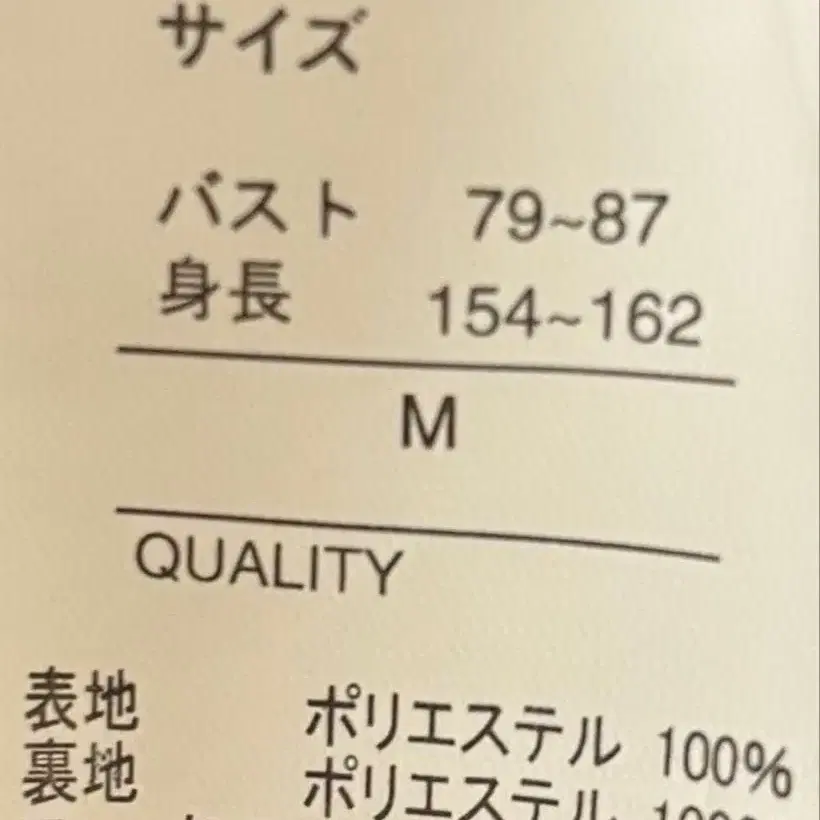 サイズ
バスト 79~87
身長 154~162
M
QUALITY
表地 ポリエステル 100%
裏地 ポリエステル 100%